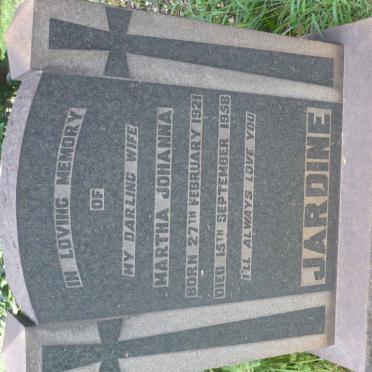 IN LOVING MEMORY
OF
MY DARLING WIFE
MARTHA JOHANNA
BORN 27TH FEBRUARY 1921
DIED 15TH SEPTEMBER 1958
I'LL ALWAYS LOVE YOU
JARDINE